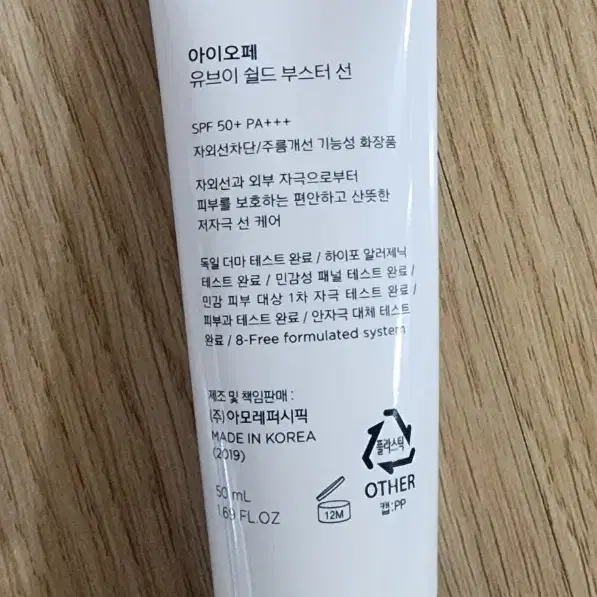 아이오페
유브이 쉴드 부스터 선
SPF 50+ PA+++
자외선차단/주름개선 기능성 화장품
자외선과 외부 자극으로부터
피부를 보호하는 편안하고 산뜻한
저자극 선 케어
독일 더마 테스트 완료 / 하이포 알러제닉
테스트 완료 / 민감성 패널 테스트 완료 /
민감 피부 대상 1차 자극 테스트 완료 /
피부과 테스트 완료 / 안자극 대체 테스트
완료 / 8-Free formulated system
제조 및 책임판매 :
(주) 아모레퍼시픽
MADE IN KOREA
(2019)
50 mL
1.69 FL.OZ
12M
플라스틱
OTHER
캡:PP